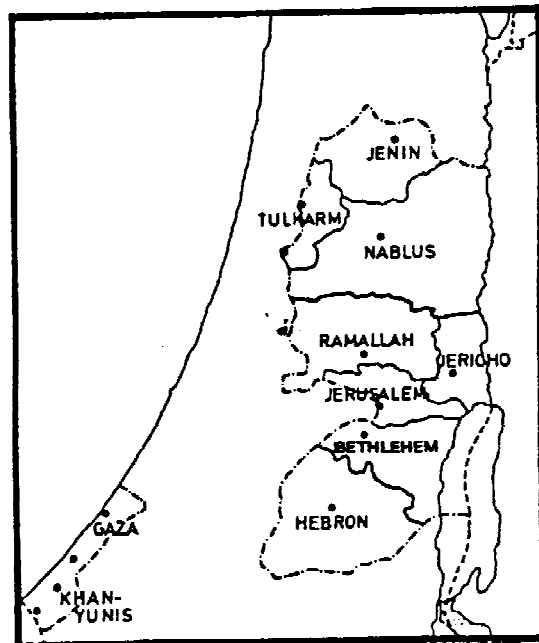 JENIN
TULKARM
NABLUS
RAMALLAH
JERICHO
JERUSALEM
BETHLEHEM
HEBRON
GAZA
KHAN-
YUNIS